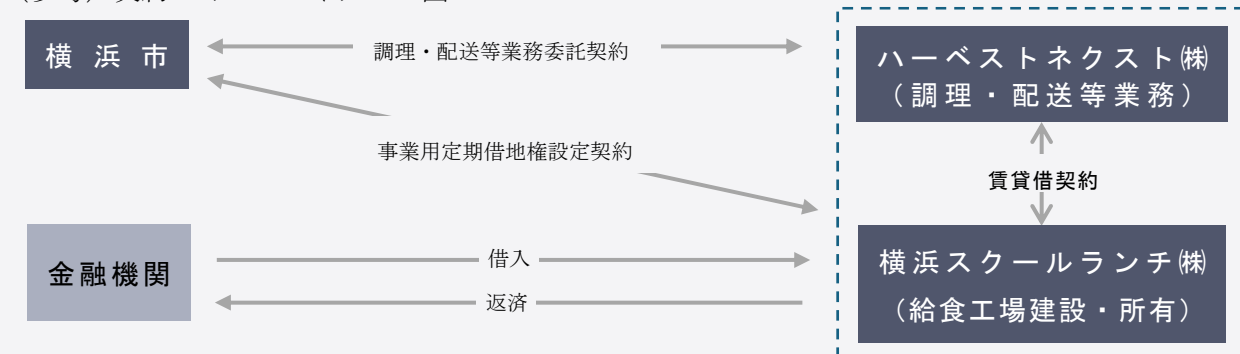 横浜市
調理・配送等業務委託契約
ハーベストネクスト㈱
（調理・配送等業務）
事業用定期借地権設定契約
賃貸借契約
金融機関
借入
返済
横浜スクールランチ㈱
（給食工場建設・所有）